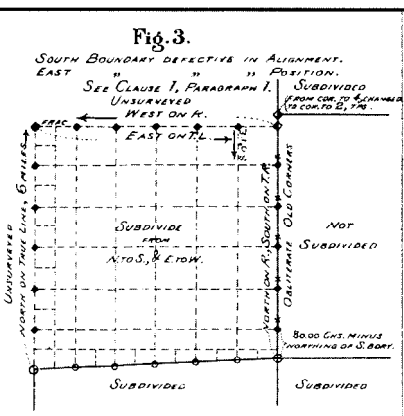 Fig. 3.
SOUTH BOUNDARY DEFECTIVE IN ALIGNMENT.
EAST " " " POSITION.
SEE CLAUSE 1, PARAGRAPH 1.
UNSURVEYED
SUBDIVIDED
(FROM COR. TO 4, CHANGED
TO COR. TO 2, TPS.
WEST ON R.
FRAC.
EAST ON T.L.
UNSURVEYED
NORTH ON TRUE LINE, 6 MILES
SUBDIVIDE
FROM
N. TO S., & E. TO W.
NORTH ON R., SOUTH ON T.R.
OBLITERATE OLD CORNERS
NOT
SUBDIVIDED
80.00 CHS. MINUS
NORTHING OF S. BDRY.
SUBDIVIDED
SUBDIVIDED